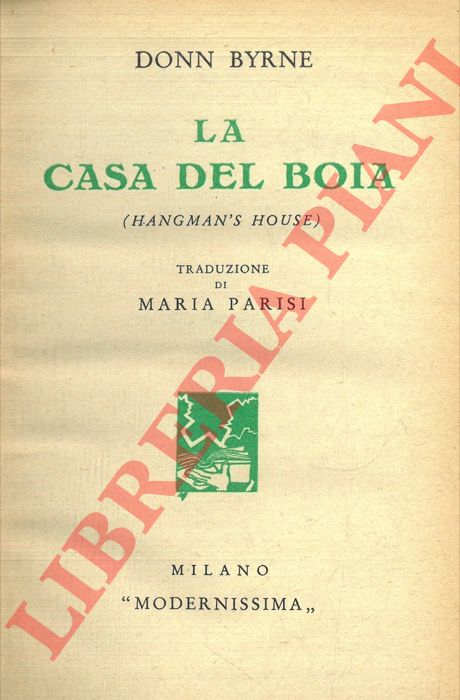 DONN BYRNE
LA
CASA DEL BOIA
(HANGMAN'S HOUSE)
TRADUZIONE
DI
MARIA PARISI
MILANO
“MODERNISSIMA„
LIBRERIA PIANI